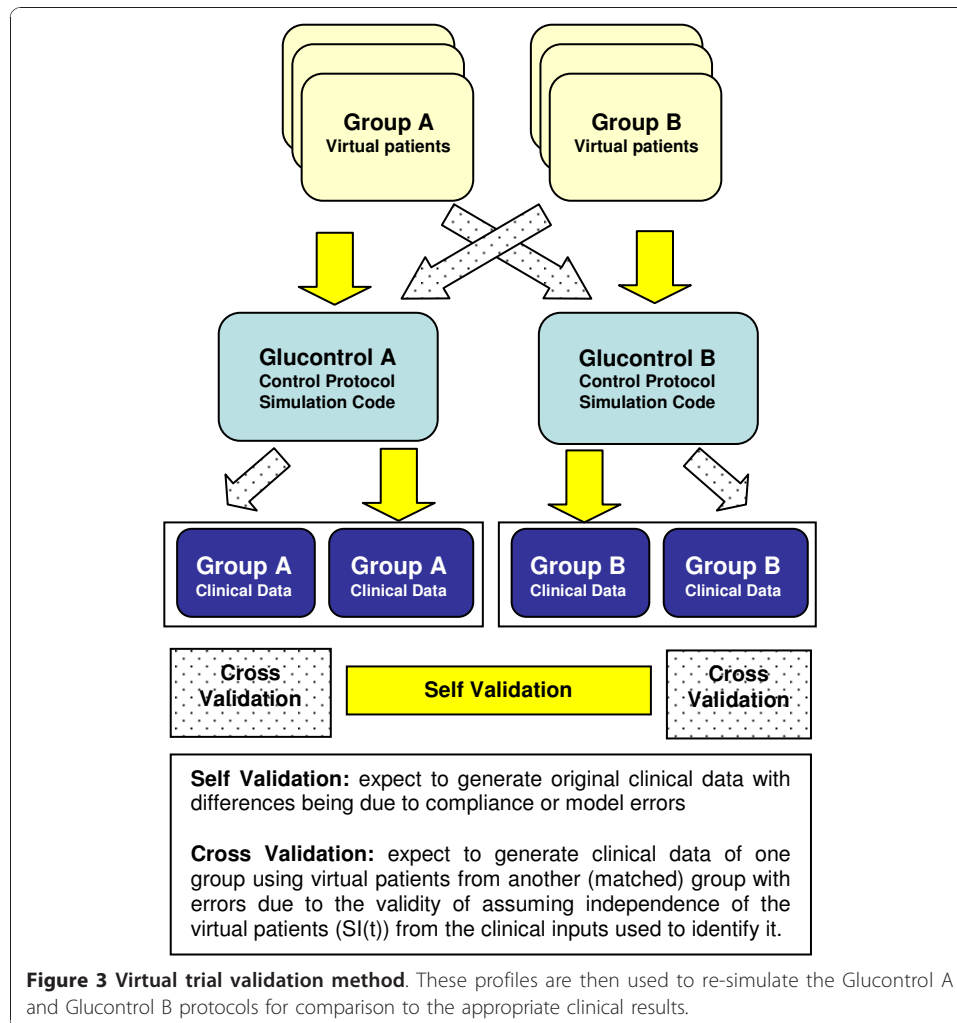 Group A
Virtual patients
Group B
Virtual patients
Glucontrol A
Control Protocol
Simulation Code
Glucontrol B
Control Protocol
Simulation Code
Group A
Clinical Data
Group A
Clinical Data
Group B
Clinical Data
Group B
Clinical Data
Cross
Validation
Self Validation
Cross
Validation
Self Validation: expect to generate original clinical data with
differences being due to compliance or model errors
Cross Validation: expect to generate clinical data of one
group using virtual patients from another (matched) group with
errors due to the validity of assuming independence of the
virtual patients (SI(t)) from the clinical inputs used to identify it.
Figure 3 Virtual trial validation method. These profiles are then used to re-simulate the Glucontrol A
and Glucontrol B protocols for comparison to the appropriate clinical results.